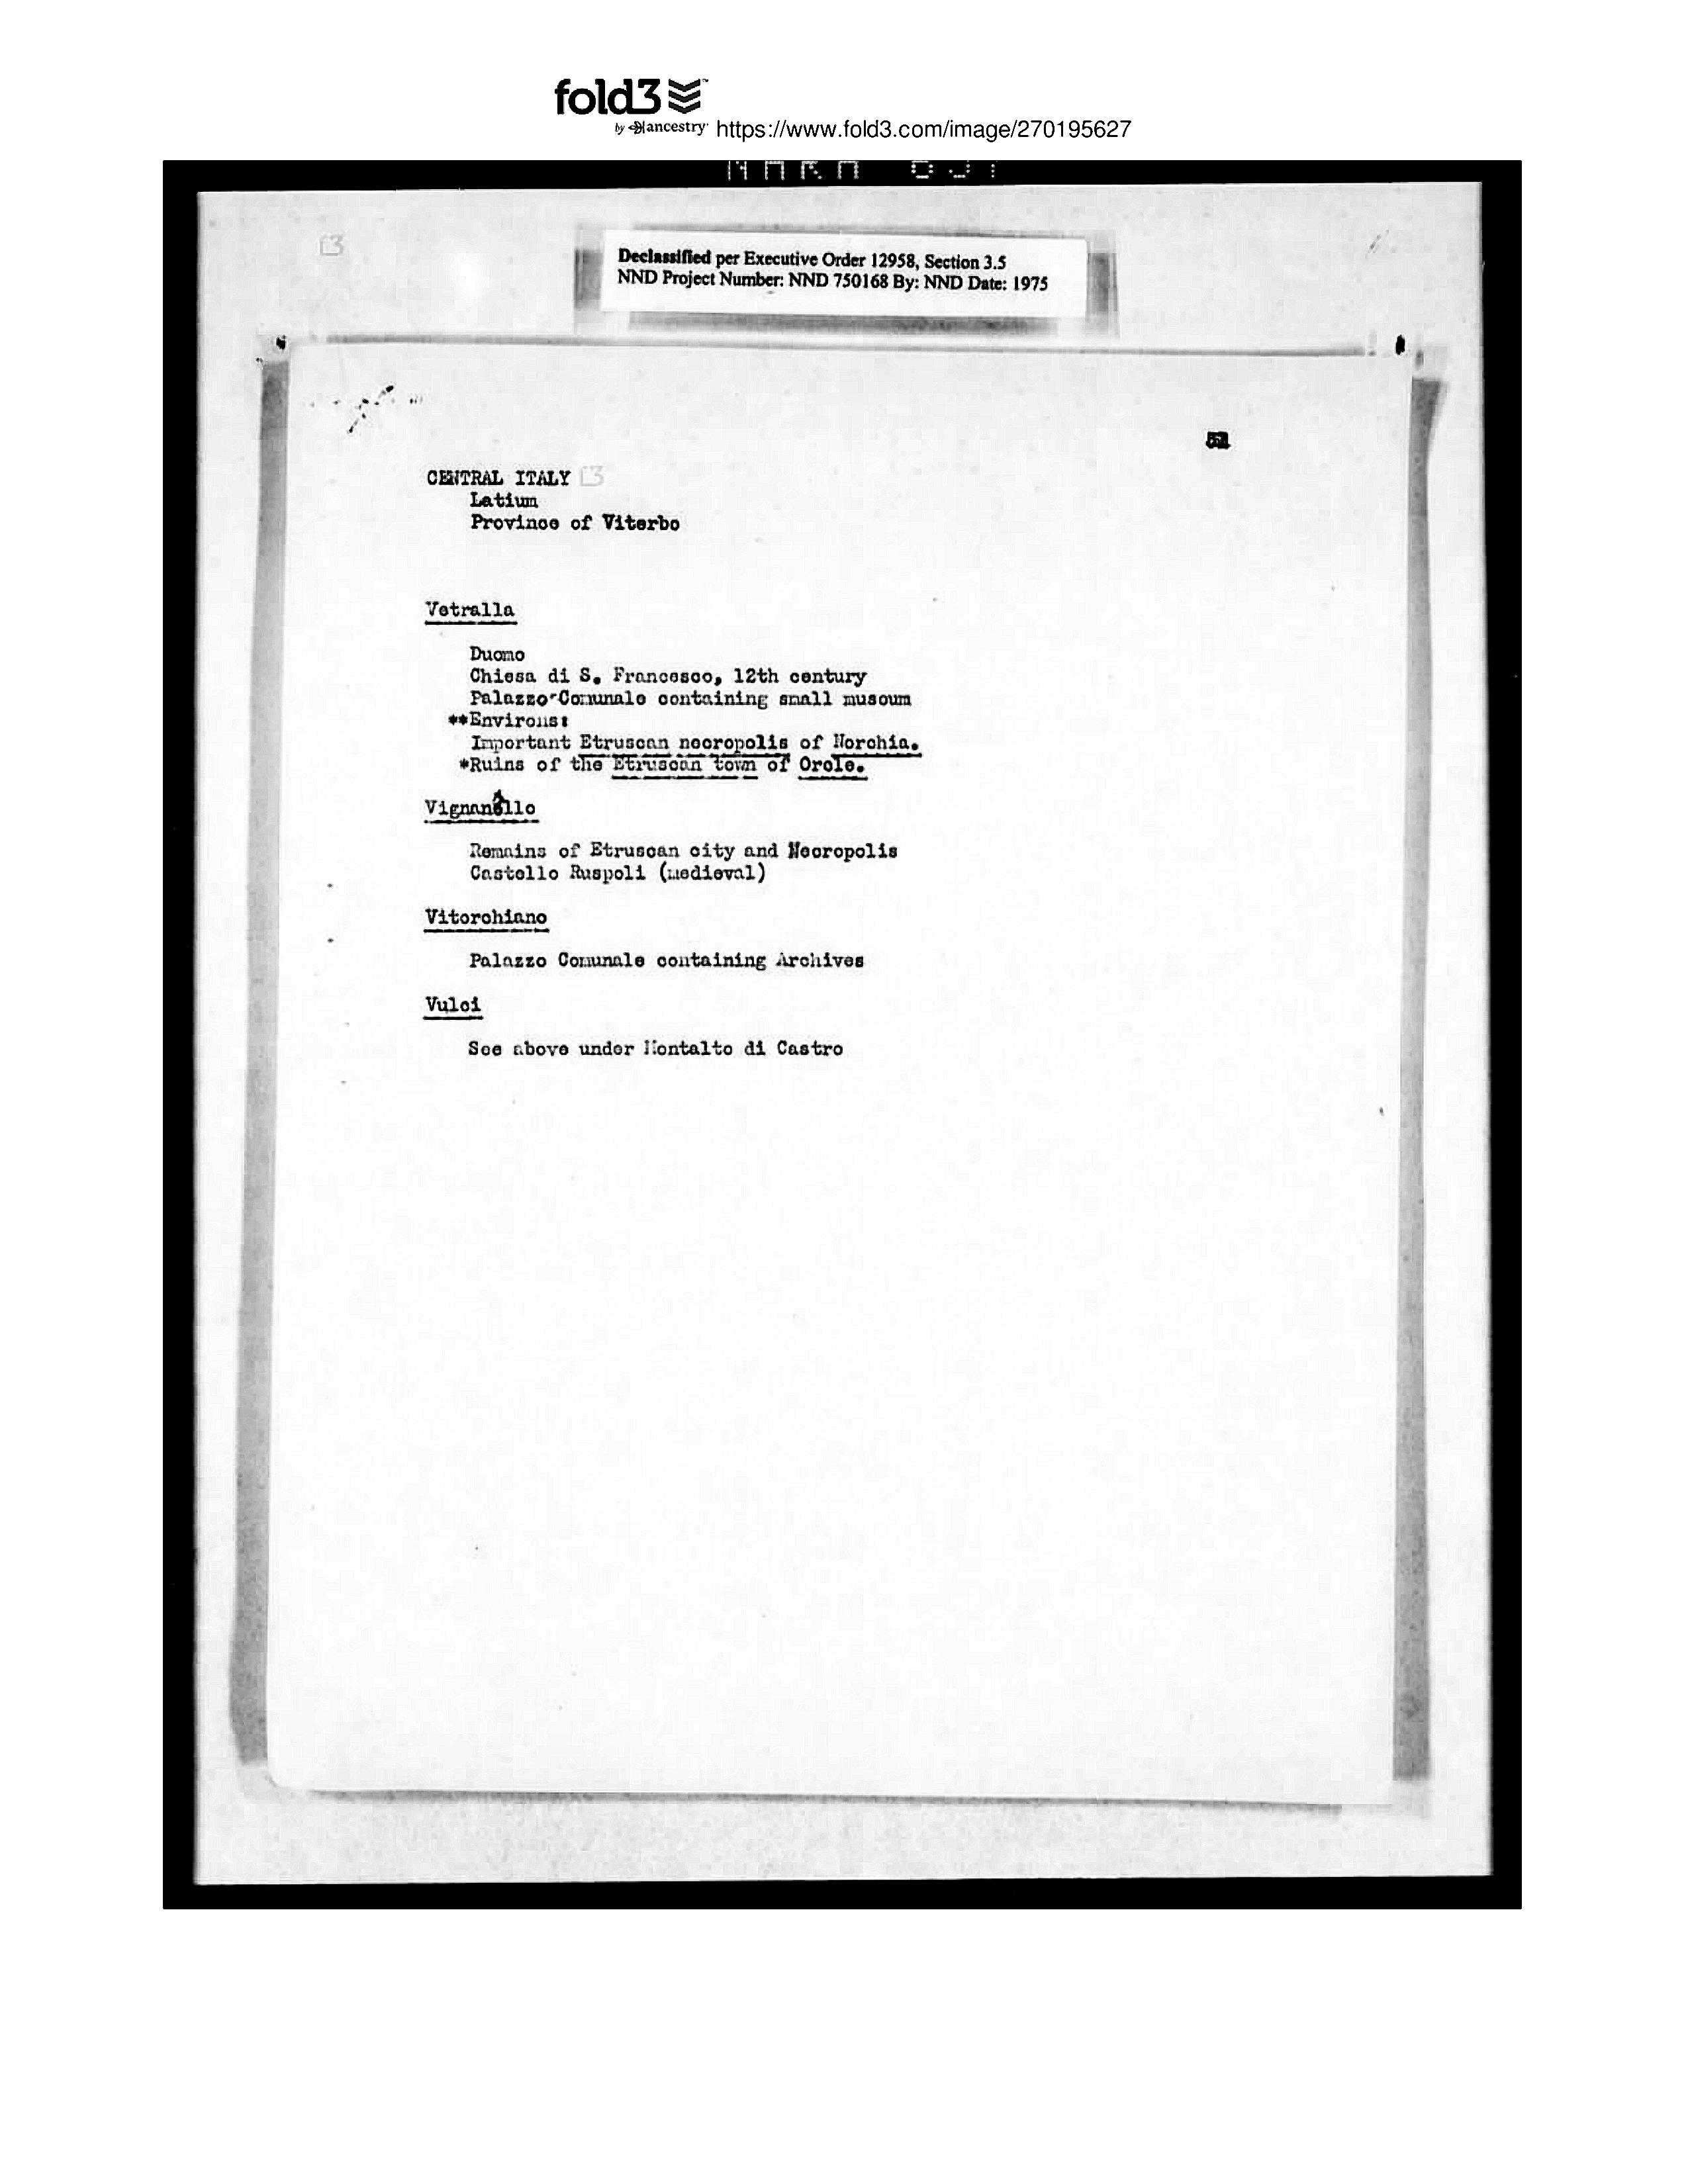 fold3
by ancestry https://www.fold3.com/image/270195627
Declassified per Executive Order 12958, Section 3.5
NND Project Number: NND 750168 By: NND Date: 1975
CENTRAL ITALY
Latium
Province of Viterbo
Vetralla
Duomo
Chiesa di S. Francesco, 12th century
Palazzo Comunale containing small museum
**Environs:
Important Etruscan necropolis of Norchia.
*Ruins of the Etruscan town of Orcle.
Vignanello
Remains of Etruscan city and Necropolis
Castello Ruspoli (medieval)
Vitorchiano
Palazzo Comunale containing Archives
Vulci
See above under Montalto di Castro